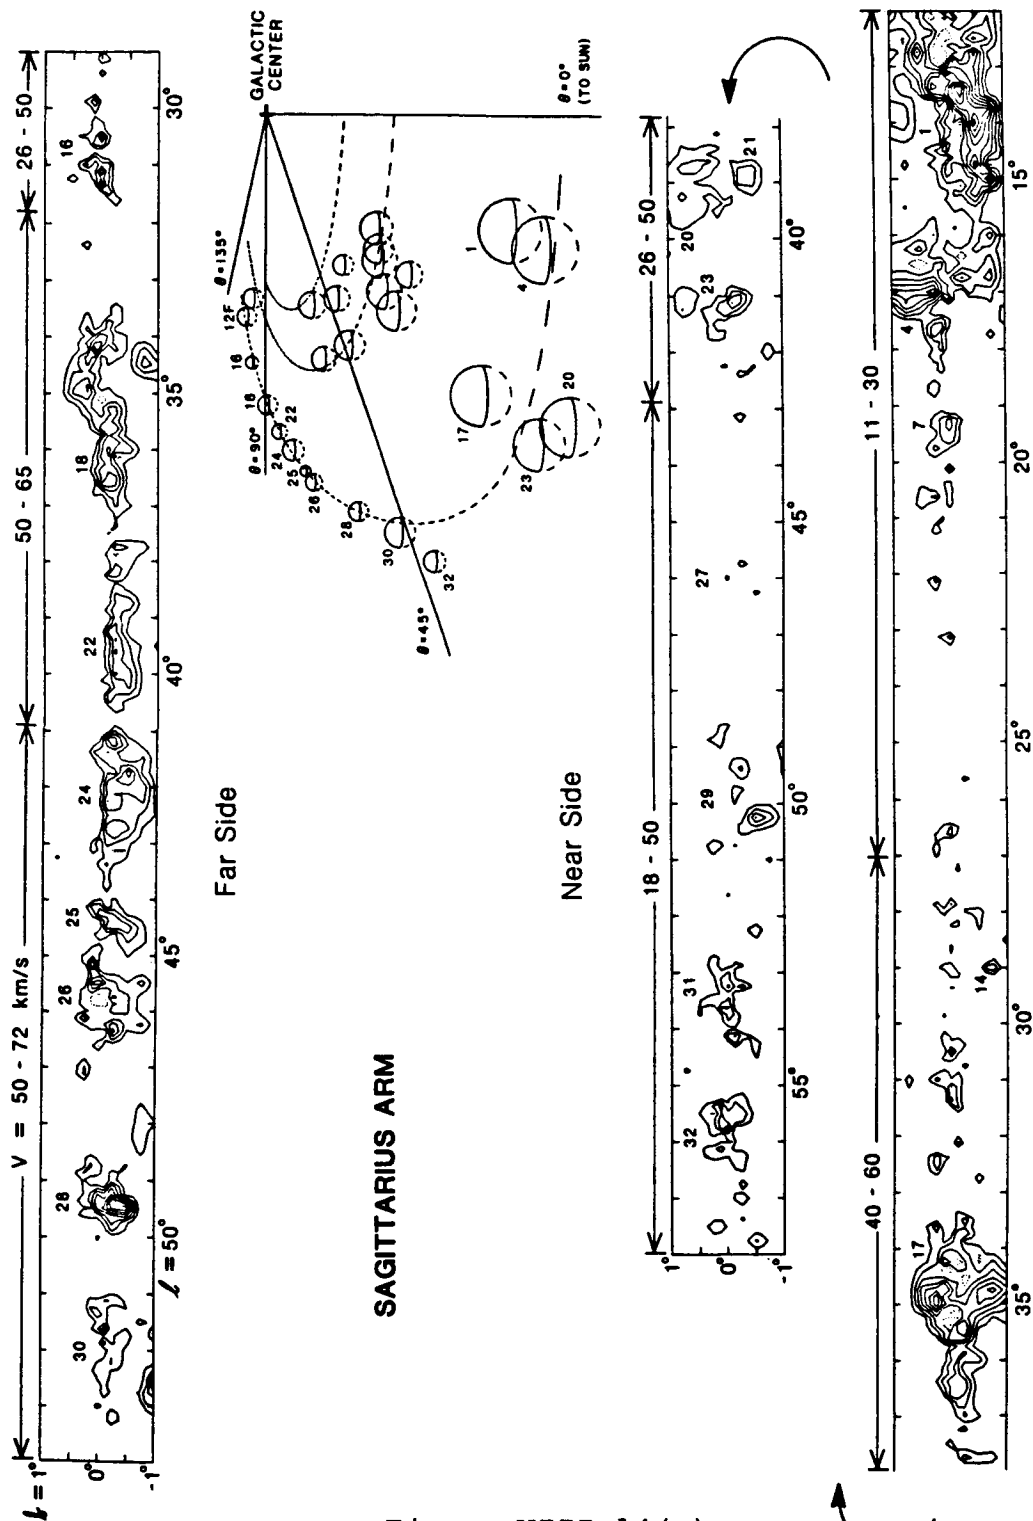 V = 50 - 72 km/s
50 - 65
26 - 50
b = 1°
0°
-1°
30
28
26
25
24
22
18
16
l = 50°
45°
40°
35°
30°
Far Side
SAGITTARIUS ARM
Near Side
GALACTIC
CENTER
θ = 135°
θ = 90°
θ = 45°
θ = 0°
(TO SUN)
12F
16
18
22
24
25
26
28
30
32
1
4
17
20
23
18 - 50
26 - 50
1°
0°
-1°
32
31
29
27
23
20
21
55°
50°
45°
40°
40 - 60
11 - 30
17
14
7
4
1
35°
30°
25°
20°
15°